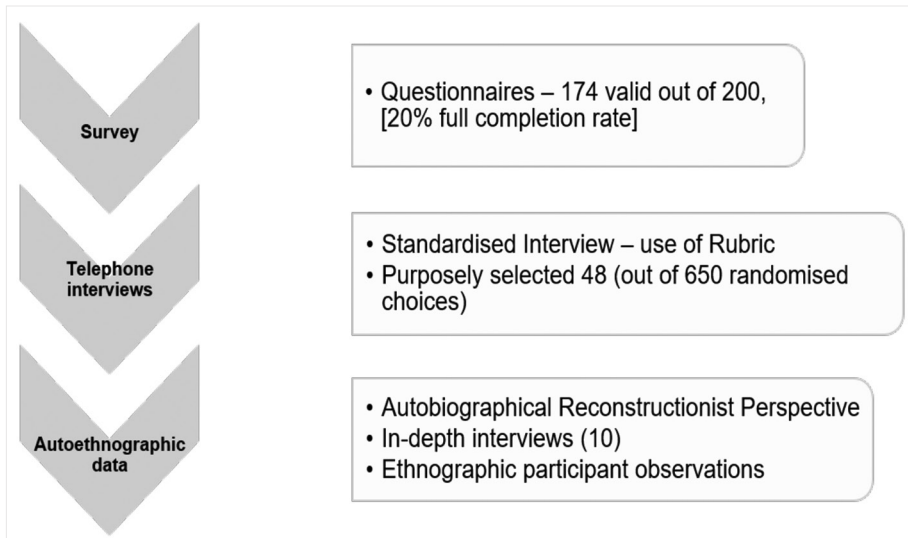 Survey
• Questionnaires – 174 valid out of 200,
[20% full completion rate]
Telephone
interviews
• Standardised Interview – use of Rubric
• Purposely selected 48 (out of 650 randomised
choices)
Autoethnographic
data
• Autobiographical Reconstructionist Perspective
• In-depth interviews (10)
• Ethnographic participant observations